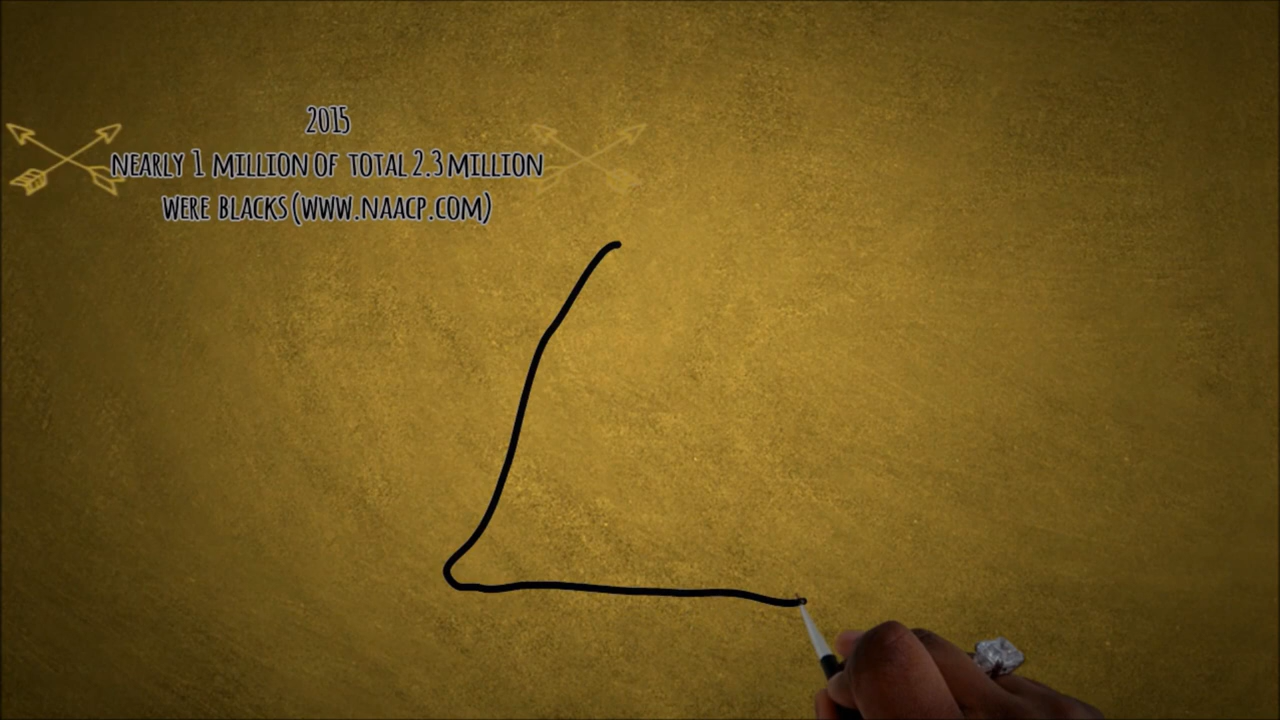 2015
NEARLY 1 MILLION OF TOTAL 2.3 MILLION
WERE BLACKS (WWW.NAACP.COM)